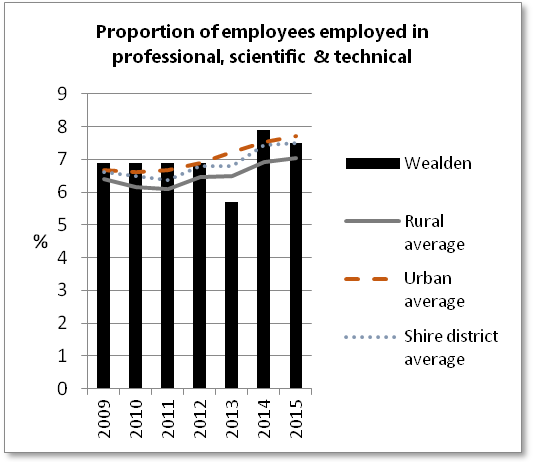 Proportion of employees employed in
professional, scientific & technical
9
8
7
6
5
4
3
2
1
0
%
2009
2010
2011
2012
2013
2014
2015
Wealden
Rural
average
Urban
average
Shire district
average